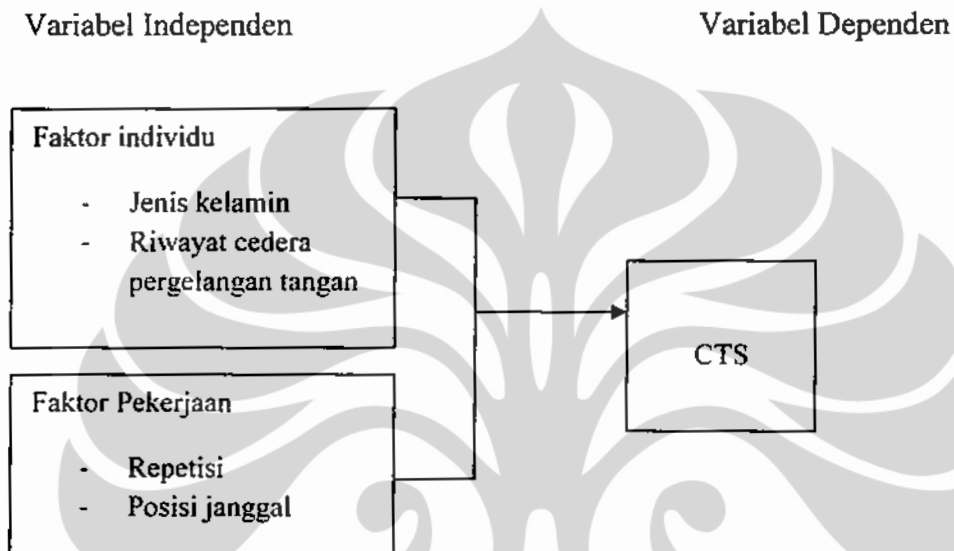 Variabel Independen
Variabel Dependen
Faktor individu
- Jenis kelamin
- Riwayat cedera
pergelangan tangan
CTS
Faktor Pekerjaan
- Repetisi
- Posisi janggal